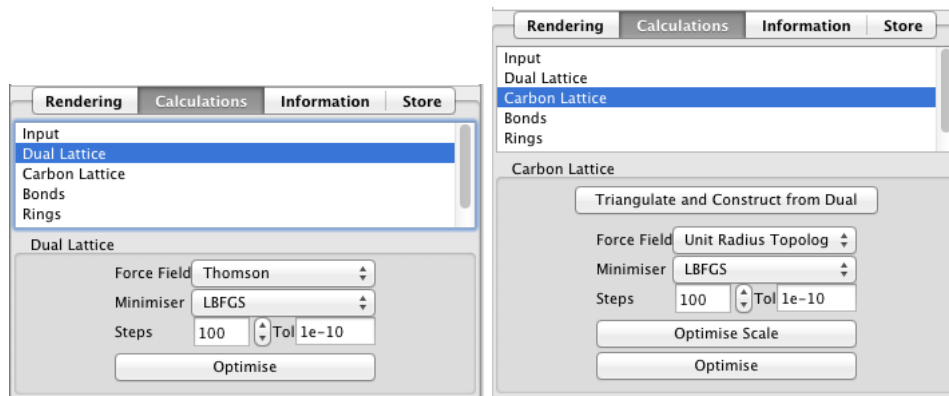 Rendering Calculations Information Store
Input
Dual Lattice
Carbon Lattice
Bonds
Rings
Dual Lattice
Force Field Thomson
Minimiser LBFGS
Steps 100 Tol 1e-10
Optimise
Rendering Calculations Information Store
Input
Dual Lattice
Carbon Lattice
Bonds
Rings
Carbon Lattice
Triangulate and Construct from Dual
Force Field Unit Radius Topolog
Minimiser LBFGS
Steps 100 Tol 1e-10
Optimise Scale
Optimise